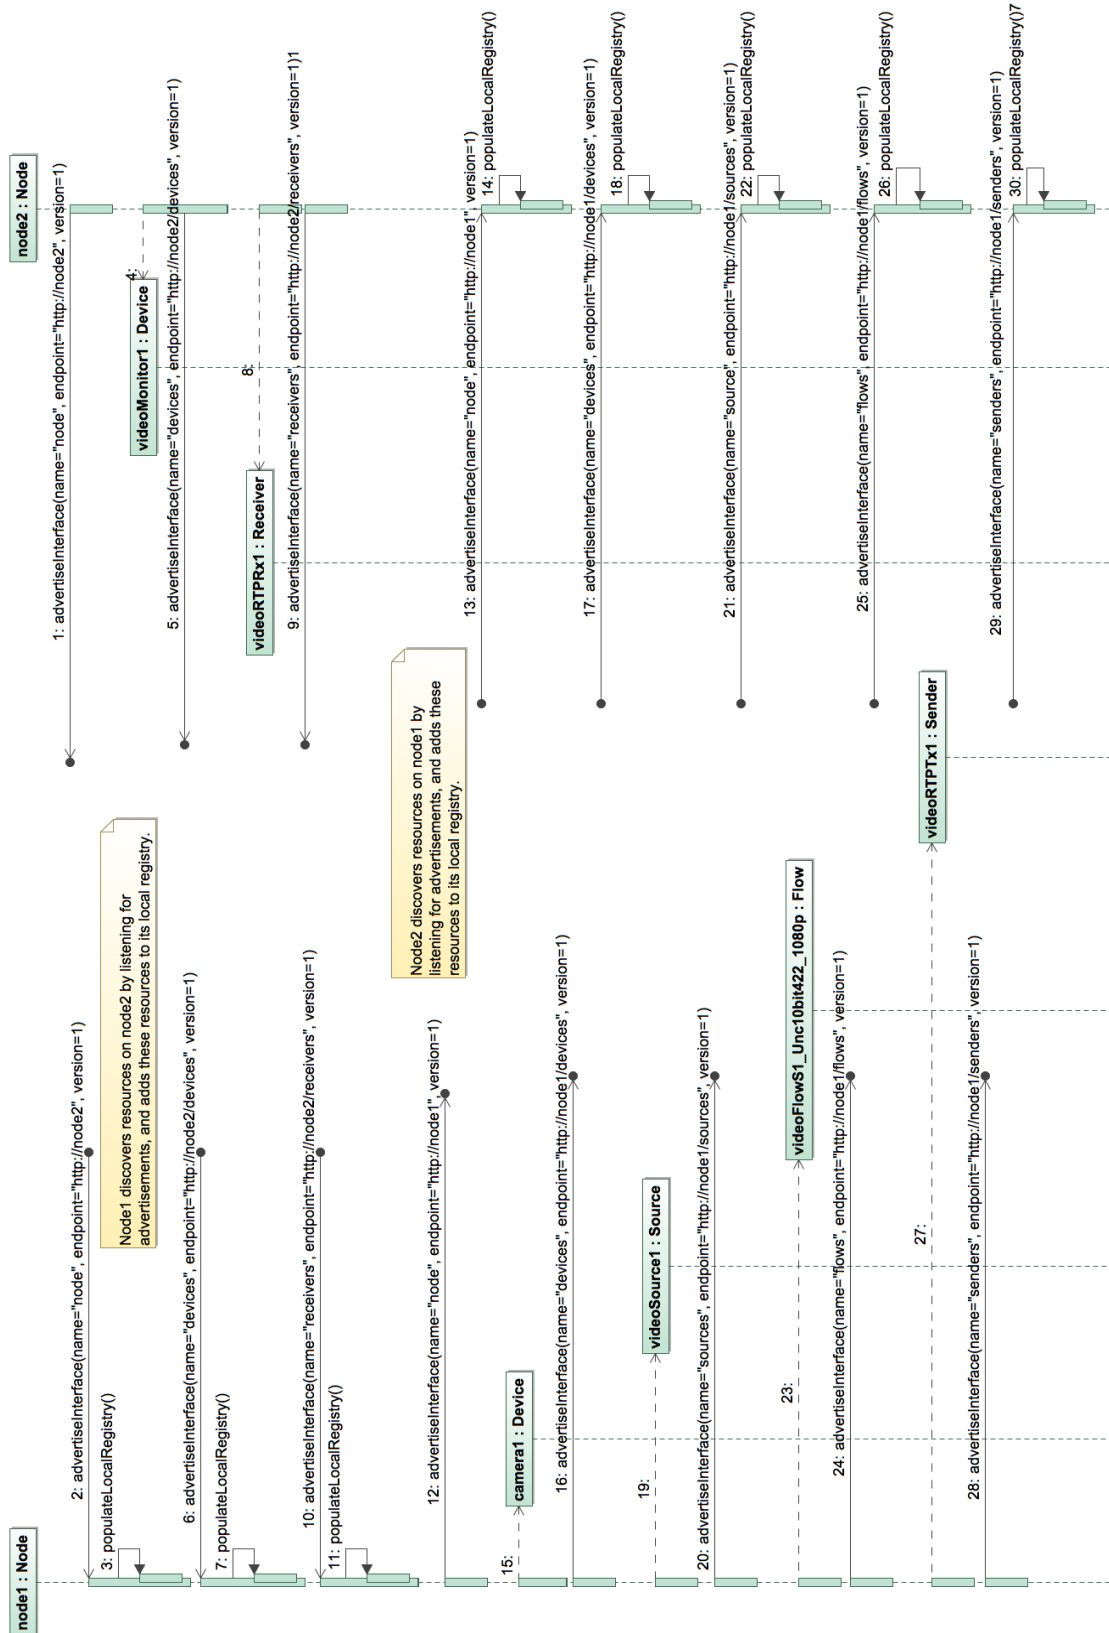 node1 : Node
node2 : Node
1: advertiseInterface(name="node", endpoint="http://node2", version=1)
2: advertiseInterface(name="node", endpoint="http://node2", version=1)
3: populateLocalRegistry()
Node1 discovers resources on node2 by listening for
advertisements, and adds these resources to its local registry.
4:
videoMonitor1 : Device
5: advertiseInterface(name="devices", endpoint="http://node2/devices", version=1)
6: advertiseInterface(name="devices", endpoint="http://node2/devices", version=1)
7: populateLocalRegistry()
8:
videoRTPRx1 : Receiver
9: advertiseInterface(name="receivers", endpoint="http://node2/receivers", version=1)1
10: advertiseInterface(name="receivers", endpoint="http://node2/receivers", version=1)
11: populateLocalRegistry()
Node2 discovers resources on node1 by
listening for advertisements, and adds these
resources to its local registry.
12: advertiseInterface(name="node", endpoint="http://node1", version=1)
13: advertiseInterface(name="node", endpoint="http://node1", version=1)
14: populateLocalRegistry()
15:
camera1 : Device
16: advertiseInterface(name="devices", endpoint="http://node1/devices", version=1)
17: advertiseInterface(name="devices", endpoint="http://node1/devices", version=1)
18: populateLocalRegistry()
19:
videoSource1 : Source
20: advertiseInterface(name="sources", endpoint="http://node1/sources", version=1)
21: advertiseInterface(name="source", endpoint="http://node1/sources", version=1)
22: populateLocalRegistry()
23:
videoFlowS1_Unc10bit422_1080p : Flow
24: advertiseInterface(name="flows", endpoint="http://node1/flows", version=1)
25: advertiseInterface(name="flows", endpoint="http://node1/flows", version=1)
26: populateLocalRegistry()
27:
videoRTPTx1 : Sender
28: advertiseInterface(name="senders", endpoint="http://node1/senders", version=1)
29: advertiseInterface(name="senders", endpoint="http://node1/senders", version=1)
30: populateLocalRegistry()7